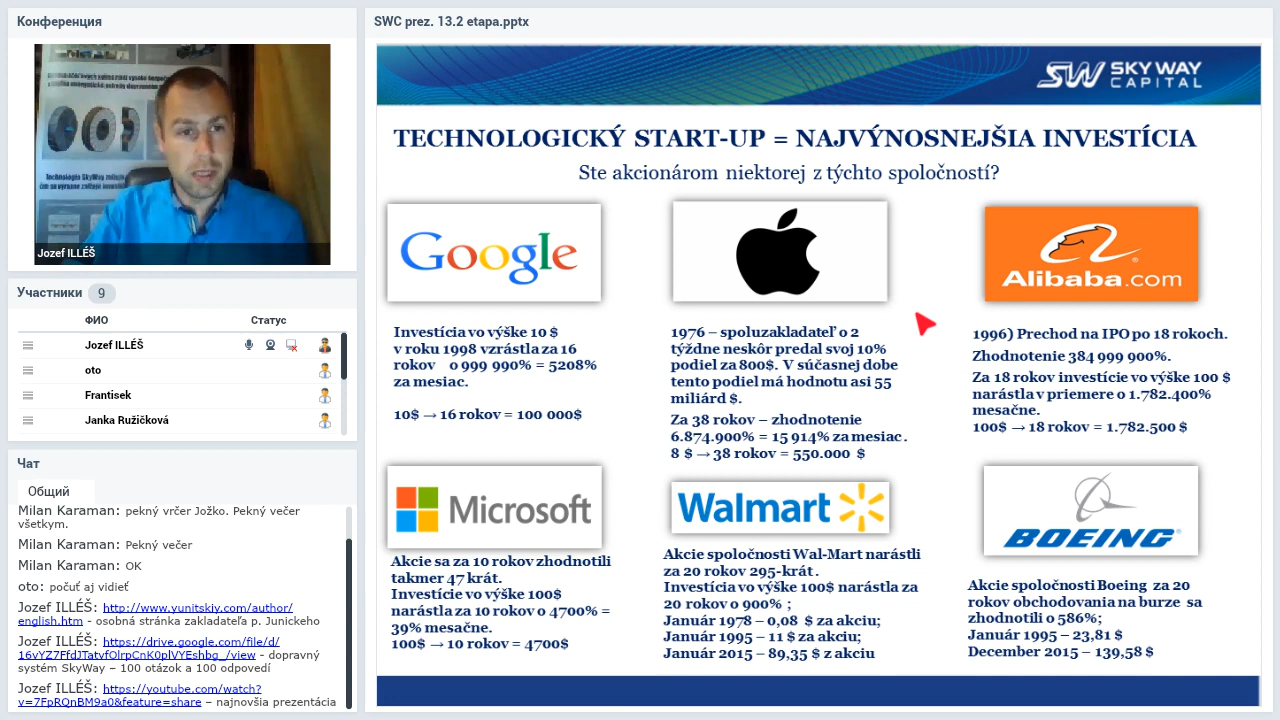 Конференция
Jozef ILLÉŠ
Участники 9
ФИО Статус
Jozef ILLÉŠ
oto
Frantisek
Janka Ružičková
Чат
Общий
Milan Karaman: pekný vrčer Jožko. Pekný večer
všetkym.
Milan Karaman: Pekný večer
Milan Karaman: OK
oto: počuť aj vidieť
Jozef ILLÉŠ: http://www.yunitskiy.com/author/
english.htm - osobná stránka zakladateľa p. Junickeho
Jozef ILLÉŠ: https://drive.google.com/file/d/
16vYZ7FfdJTatvfOlrpCnK0plVYEshbg_/view - dopravný
systém SkyWay – 100 otázok a 100 odpovedí
Jozef ILLÉŠ: https://youtube.com/watch?
v=7FpRQnBM9a0&feature=share – najnovšia prezentácia
SWC prez. 13.2 etapa.pptx
SW SKY WAY
CAPITAL
TECHNOLOGICKÝ START-UP = NAJVÝNOSNEJŠIA INVESTÍCIA
Ste akcionárom niektorej z týchto spoločností?
Google
Investícia vo výške 10 $
v roku 1998 vzrástla za 16
rokov o 999 990% = 5208%
za mesiac.
10$ → 16 rokov = 100 000$
1976 – spoluzakladateľ o 2
týždne neskôr predal svoj 10%
podiel za 800$. V súčasnej dobe
tento podiel má hodnotu asi 55
miliárd $.
Za 38 rokov – zhodnotenie
6.874.900% = 15 914% za mesiac.
8 $ → 38 rokov = 550.000 $
Alibaba.com
1996) Prechod na IPO po 18 rokoch.
Zhodnotenie 384 999 900%.
Za 18 rokov investície vo výške 100 $
narástla v priemere o 1.782.400%
mesačne.
100$ → 18 rokov = 1.782.500 $
Microsoft
Akcie sa za 10 rokov zhodnotili
takmer 47 krát.
Investície vo výške 100$
narástla za 10 rokov o 4700% =
39% mesačne.
100$ → 10 rokov = 4700$
Walmart
Akcie spoločnosti Wal-Mart narástli
za 20 rokov 295-krát.
Investícia vo výške 100$ narástla za
20 rokov o 900% ;
Január 1978 – 0,08 $ za akciu;
Január 1995 – 11 $ za akciu;
Január 2015 – 89,35 $ z akciu
BOEING
Akcie spoločnosti Boeing za 20
rokov obchodovania na burze sa
zhodnotili o 586%;
Január 1995 – 23,81 $
December 2015 – 139,58 $